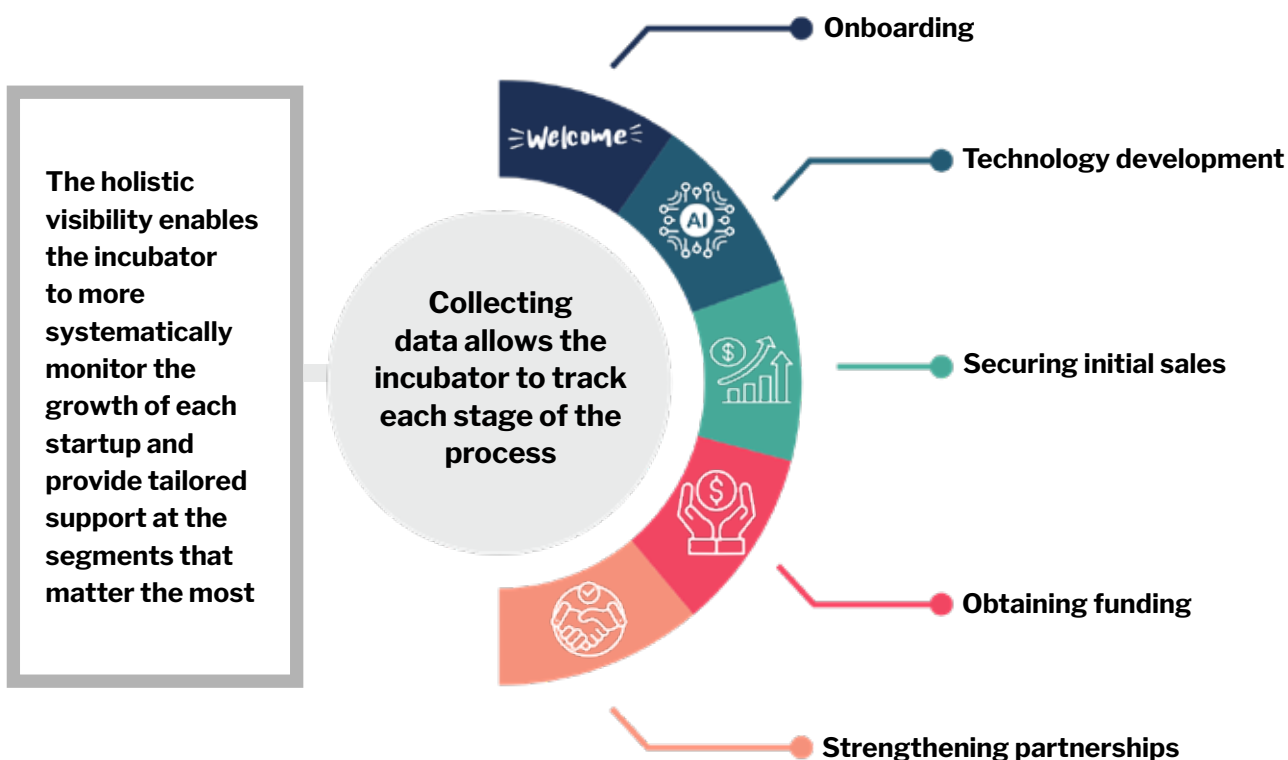 Onboarding
Welcome
Technology development
AI
The holistic
visibility enables
the incubator
to more
systematically
monitor the
growth of each
startup and
provide tailored
support at the
segments that
matter the most
Collecting
data allows the
incubator to track
each stage of the
process
$
Securing initial sales
$
Obtaining funding
Strengthening partnerships